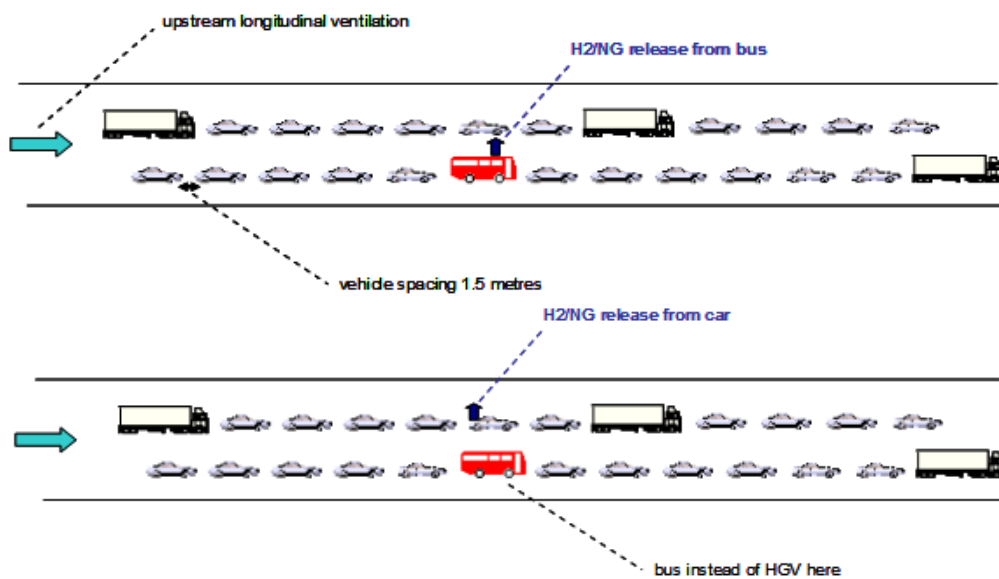 upstream longitudinal ventilation
H2/NG release from bus
vehicle spacing 1.5 metres
H2/NG release from car
bus instead of HGV here